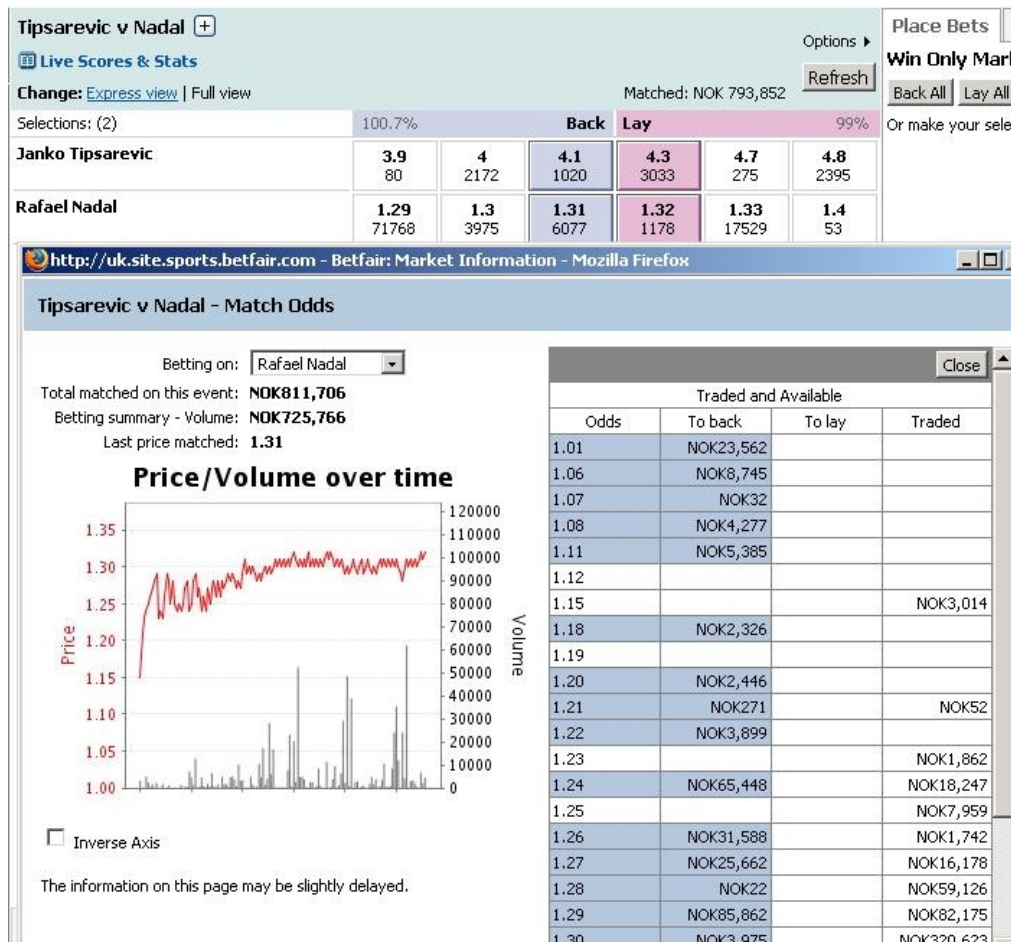 Tipsarevic v Nadal +
Live Scores & Stats
Change: Express view | Full view
Options
Refresh
Matched: NOK 793,852
Selections: (2) 100.7% Back Lay 99%
Janko Tipsarevic 3.9 4 4.1 4.3 4.7 4.8
80 2172 1020 3033 275 2395
Rafael Nadal 1.29 1.3 1.31 1.32 1.33 1.4
71768 3975 6077 1178 17529 53
Place Bets
Win Only Mar
Back All Lay All
Or make your sele
http://uk.site.sports.betfair.com - Betfair: Market Information - Mozilla Firefox
Tipsarevic v Nadal - Match Odds
Betting on: Rafael Nadal
Total matched on this event: NOK811,706
Betting summary - Volume: NOK725,766
Last price matched: 1.31
Price/Volume over time
Price
1.35
1.30
1.25
1.20
1.15
1.10
1.05
1.00
120000
110000
100000
90000
80000
70000
60000
50000
40000
30000
20000
10000
0
Volume
Inverse Axis
The information on this page may be slightly delayed.
Close
Traded and Available
Odds To back To lay Traded
1.01 NOK23,562
1.06 NOK8,745
1.07 NOK32
1.08 NOK4,277
1.11 NOK5,385
1.12
1.15 NOK3,014
1.18 NOK2,326
1.19
1.20 NOK2,446
1.21 NOK271 NOK52
1.22 NOK3,899
1.23 NOK1,862
1.24 NOK65,448 NOK18,247
1.25 NOK7,959
1.26 NOK31,588 NOK1,742
1.27 NOK25,662 NOK16,178
1.28 NOK22 NOK59,126
1.29 NOK85,862 NOK82,175
1.30 NOK3,975 NOK320,623